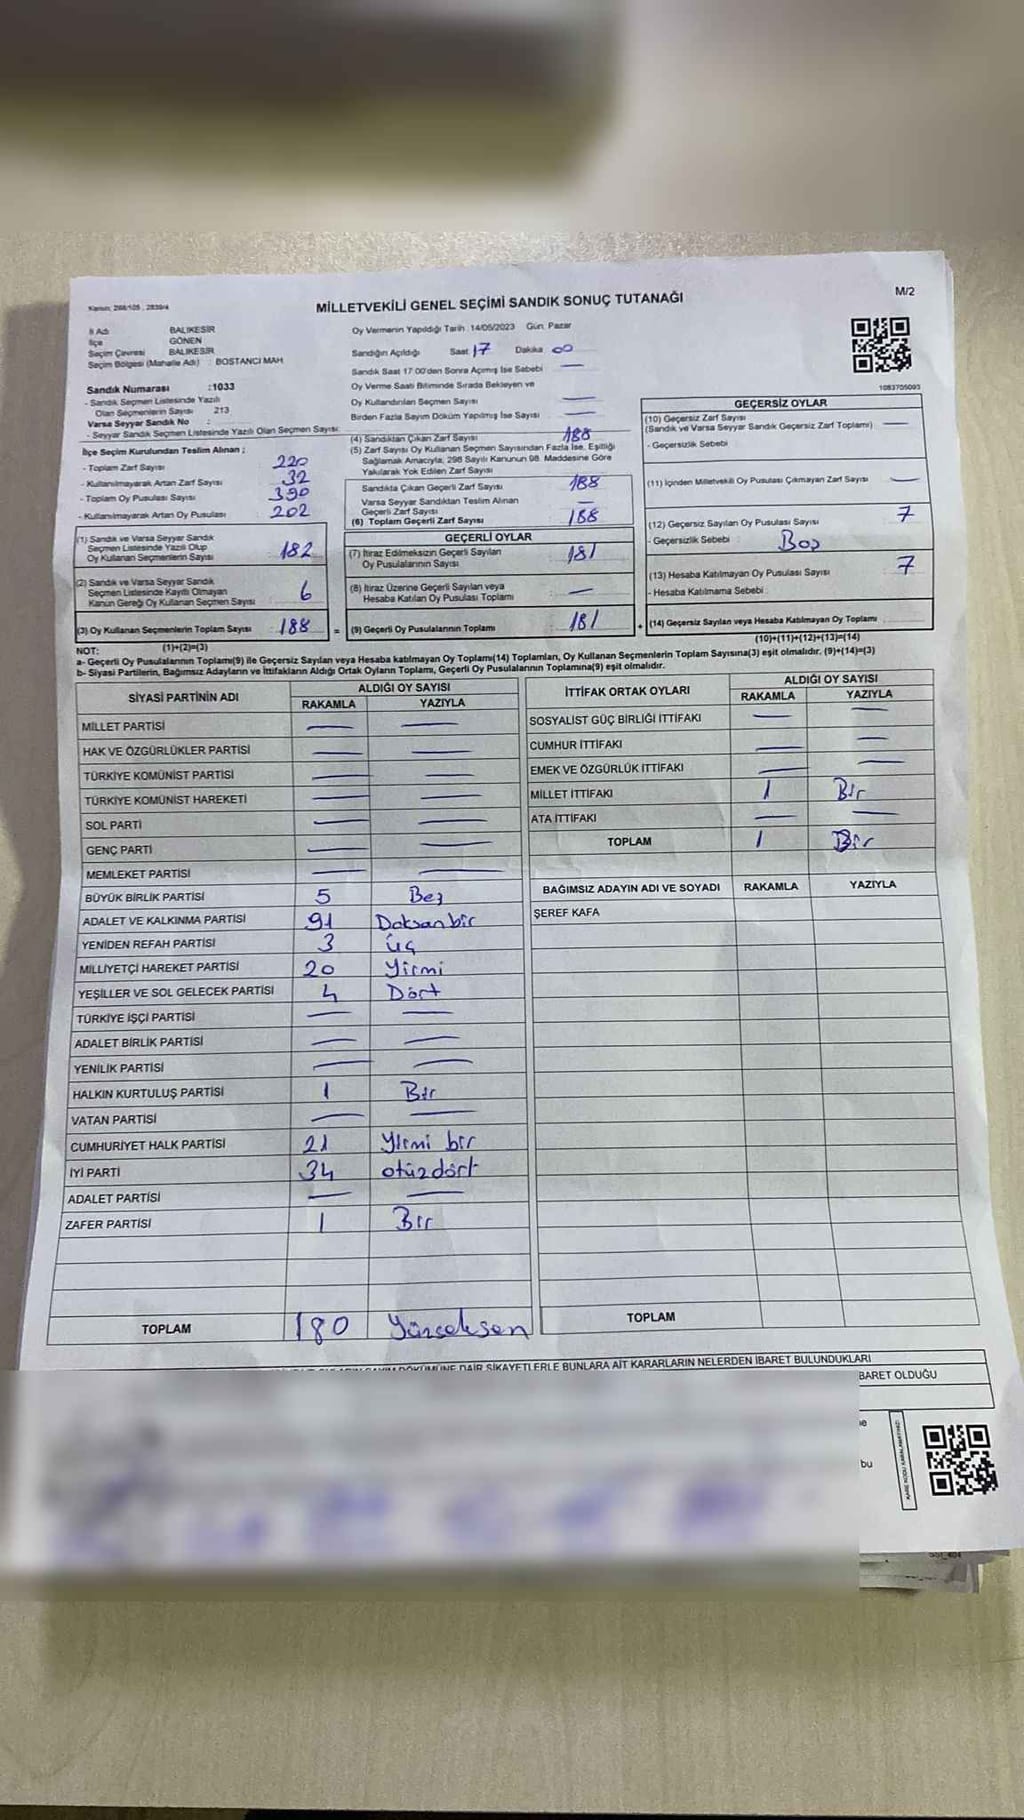 Kanun: 298/105 , 2839/4
MİLLETVEKİLİ GENEL SEÇİMİ SANDIK SONUÇ TUTANAĞI
M/2
İl Adı BALIKESİR
İlçe GÖNEN
Seçim Çevresi BALIKESİR
Seçim Bölgesi (Mahalle Adı) : BOSTANCI MAH
Sandık Numarası :1033
- Sandık Seçmen Listesinde Yazılı
Olan Seçmenlerin Sayısı 213
Varsa Seyyar Sandık No :
- Seyyar Sandık Seçmen Listesinde Yazılı Olan Seçmen Sayısı:
İlçe Seçim Kurulundan Teslim Alınan ;
- Toplam Zarf Sayısı 220
- Kullanılmayarak Artan Zarf Sayısı 32
- Toplam Oy Pusulası Sayısı 390
- Kullanılmayarak Artan Oy Pusulası 202
(1) Sandık ve Varsa Seyyar Sandık
Seçmen Listesinde Yazılı Olup
Oy Kullanan Seçmenlerin Sayısı 182
(2) Sandık ve Varsa Seyyar Sandık
Seçmen Listesinde Kayıtlı Olmayan
Kanun Gereği Oy Kullanan Seçmen Sayısı 6
(3) Oy Kullanan Seçmenlerin Toplam Sayısı 188 =
(1)+(2)=(3)
Oy Vermenin Yapıldığı Tarih :14/05/2023 Gün: Pazar
Sandığın Açıldığı Saat 17 Dakika 00
Sandık Saat 17:00'den Sonra Açılmış İse Sebebi —
Oy Verme Saati Bitiminde Sırada Bekleyen ve
Oy Kullandırılan Seçmen Sayısı —
Birden Fazla Sayım Döküm Yapılmış İse Sayısı —
(4) Sandıktan Çıkan Zarf Sayısı 188
(5) Zarf Sayısı Oy Kullanan Seçmen Sayısından Fazla İse, Eşitliği
Sağlamak Amacıyla, 298 Sayılı Kanunun 98. Maddesine Göre
Yakılarak Yok Edilen Zarf Sayısı
Sandıkta Çıkan Geçerli Zarf Sayısı 188
Varsa Seyyar Sandıktan Teslim Alınan
Geçerli Zarf Sayısı —
(6) Toplam Geçerli Zarf Sayısı 188
GEÇERLİ OYLAR
(7) İtiraz Edilmeksizin Geçerli Sayılan
Oy Pusulalarının Sayısı 181
(8) İtiraz Üzerine Geçerli Sayılan veya
Hesaba Katılan Oy Pusulası Toplamı —
(9) Geçerli Oy Pusulalarının Toplamı 181 +
1083705093
GEÇERSİZ OYLAR
(10) Geçersiz Zarf Sayısı
(Sandık ve Varsa Seyyar Sandık Geçersiz Zarf Toplamı) —
- Geçersizlik Sebebi
(11) İçinden Milletvekili Oy Pusulası Çıkmayan Zarf Sayısı —
(12) Geçersiz Sayılan Oy Pusulası Sayısı 7
- Geçersizlik Sebebi : Boş
(13) Hesaba Katılmayan Oy Pusulası Sayısı 7
- Hesaba Katılmama Sebebi :
(14) Geçersiz Sayılan veya Hesaba Katılmayan Oy Toplamı
(10)+(11)+(12)+(13)=(14)
NOT:
a- Geçerli Oy Pusulalarının Toplamı(9) ile Geçersiz Sayılan veya Hesaba katılmayan Oy Toplamı(14) Toplamları, Oy Kullanan Seçmenlerin Toplam Sayısına(3) eşit olmalıdır. (9)+(14)=(3)
b- Siyasi Partilerin, Bağımsız Adayların ve İttifakların Aldığı Ortak Oyların Toplamı, Geçerli Oy Pusulalarının Toplamına(9) eşit olmalıdır.
SİYASİ PARTİNİN ADI ALDIĞI OY SAYISI
RAKAMLA YAZIYLA
MİLLET PARTİSİ — —
HAK VE ÖZGÜRLÜKLER PARTİSİ — —
TÜRKİYE KOMÜNİST PARTİSİ — —
TÜRKİYE KOMÜNİST HAREKETİ — —
SOL PARTİ — —
GENÇ PARTİ — —
MEMLEKET PARTİSİ — —
BÜYÜK BİRLİK PARTİSİ 5 Beş
ADALET VE KALKINMA PARTİSİ 91 Doksanbir
YENİDEN REFAH PARTİSİ 3 üç
MİLLİYETÇİ HAREKET PARTİSİ 20 Yirmi
YEŞİLLER VE SOL GELECEK PARTİSİ 4 Dört
TÜRKİYE İŞÇİ PARTİSİ — —
ADALET BİRLİK PARTİSİ — —
YENİLİK PARTİSİ — —
HALKIN KURTULUŞ PARTİSİ 1 Bir
VATAN PARTİSİ — —
CUMHURİYET HALK PARTİSİ 21 Yirmi bir
İYİ PARTİ 34 otüzdört
ADALET PARTİSİ — —
ZAFER PARTİSİ 1 Bir
TOPLAM 180 Yüzseksen
İTTİFAK ORTAK OYLARI ALDIĞI OY SAYISI
RAKAMLA YAZIYLA
SOSYALİST GÜÇ BİRLİĞİ İTTİFAKI — —
CUMHUR İTTİFAKI — —
EMEK VE ÖZGÜRLÜK İTTİFAKI — —
MİLLET İTTİFAKI 1 Bir
ATA İTTİFAKI — —
TOPLAM 1 Bir
BAĞIMSIZ ADAYIN ADI VE SOYADI RAKAMLA YAZIYLA
ŞEREF KAFA
TOPLAM
DÖKÜMÜNE DAİR ŞİKAYETLERLE BUNLARA AİT KARARLARIN NELERDEN İBARET BULUNDUKLARI
BARET OLDUĞU
bu